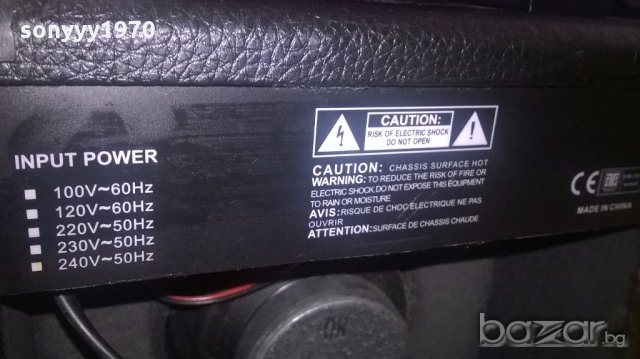 sonyyy1970
INPUT POWER
100V~60Hz
120V~60Hz
220V~50Hz
230V~50Hz
240V~50Hz
CAUTION:
RISK OF ELECTRIC SHOCK
DO NOT OPEN
CAUTION: CHASSIS SURFACE HOT
WARNING: TO REDUCE THE RISK OF FIRE OR
ELECTRIC SHOCK.DO NOT EXPOSE THIS EQUIPMENT
TO RAIN OR MOISTURE
AVIS:RISQUE DE CHOC ELECTRIQUE NE PAS
OUVRIR
ATTENTION:SURFACE DE CHASSIS CHAUDE
CE
MADE IN CHINA
80
bazar.bg